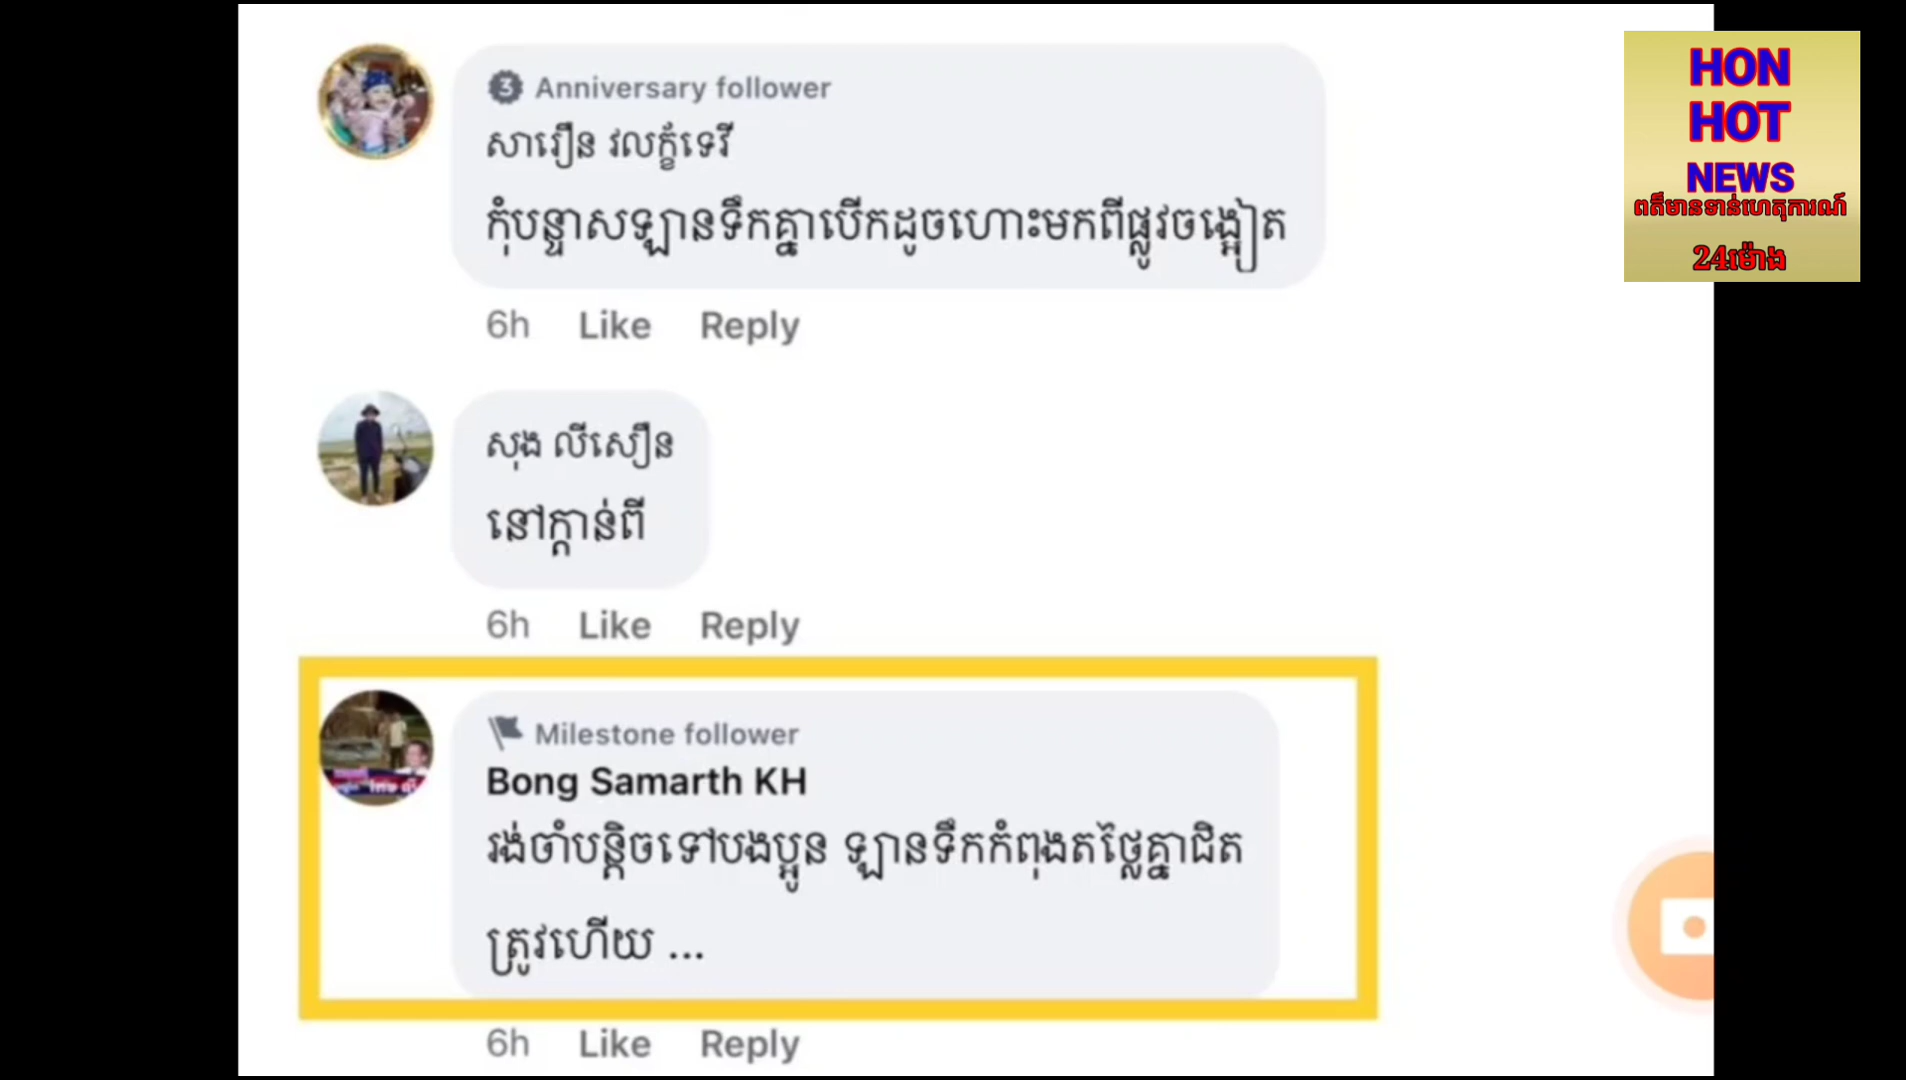 HON
HOT
NEWS
ពត៌មានទាន់ហេតុការណ៍
24ម៉ោង
3 Anniversary follower
សារឿន វលក្ខ័ទេវី
កុំបន្ទាសឡានទឹកគ្នាបើកដូចហោះមកពីផ្លូវចង្អៀត
6h Like Reply
សុង លីសឿន
នៅក្តាន់ពី
6h Like Reply
Milestone follower
Bong Samarth KH
រង់ចាំបន្តិចទៅបងប្អូន ឡានទឹកកំពុងតថ្លៃគ្នាជិត
ត្រូវហើយ ...
6h Like Reply